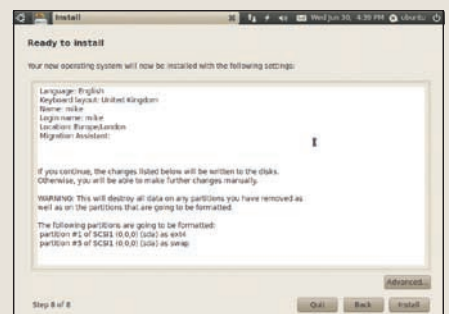 Install
Wed Jun 30, 4:39 PM ubuntu
Ready to install
Your new operating system will now be installed with the following settings:
Language: English
Keyboard layout: United Kingdom
Name: mike
Login name: mike
Location: Europe/London
Migration Assistant:
If you continue, the changes listed below will be written to the disks.
Otherwise, you will be able to make further changes manually.
WARNING: This will destroy all data on any partitions you have removed as
well as on the partitions that are going to be formatted.
The following partitions are going to be formatted:
partition #1 of SCSI1 (0,0,0) (sda) as ext4
partition #5 of SCSI1 (0,0,0) (sda) as swap
Advanced...
Step 8 of 8
Quit Back Install